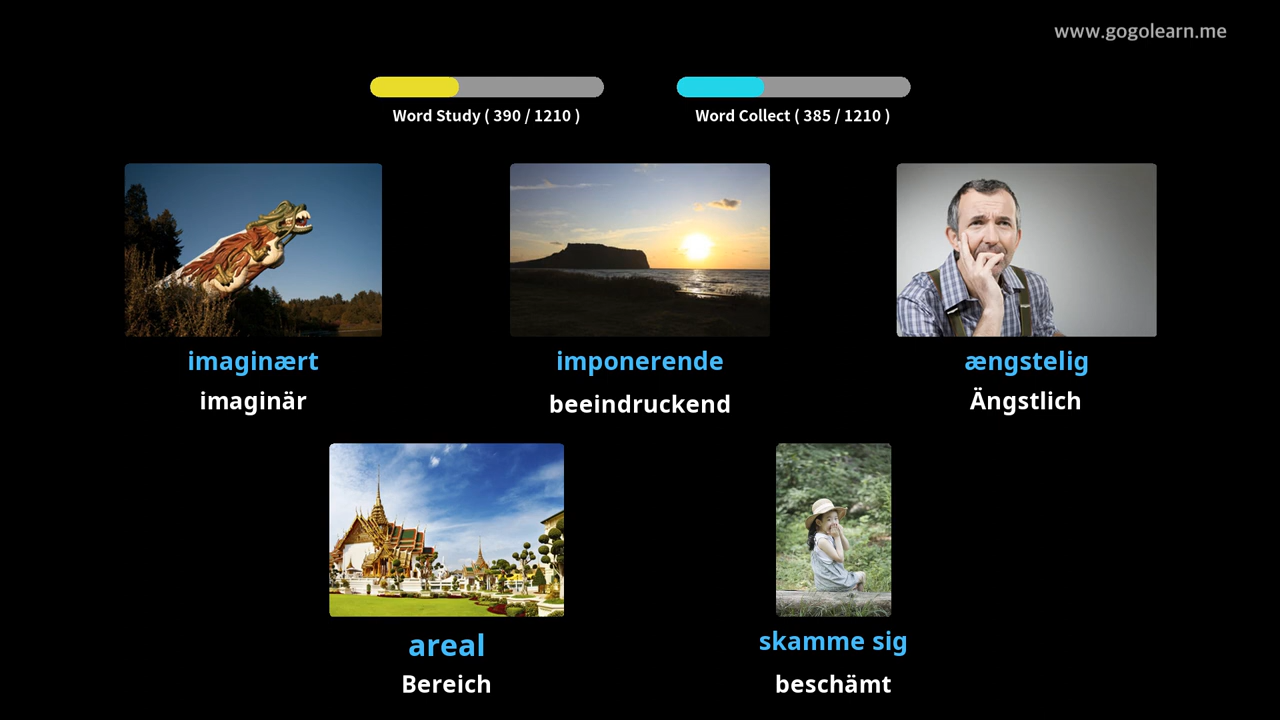 www.gogolearn.me
Word Study ( 390 / 1210 )
Word Collect ( 385 / 1210 )
imaginært
imaginär
imponerende
beeindruckend
ængstelig
Ängstlich
areal
Bereich
skamme sig
beschämt